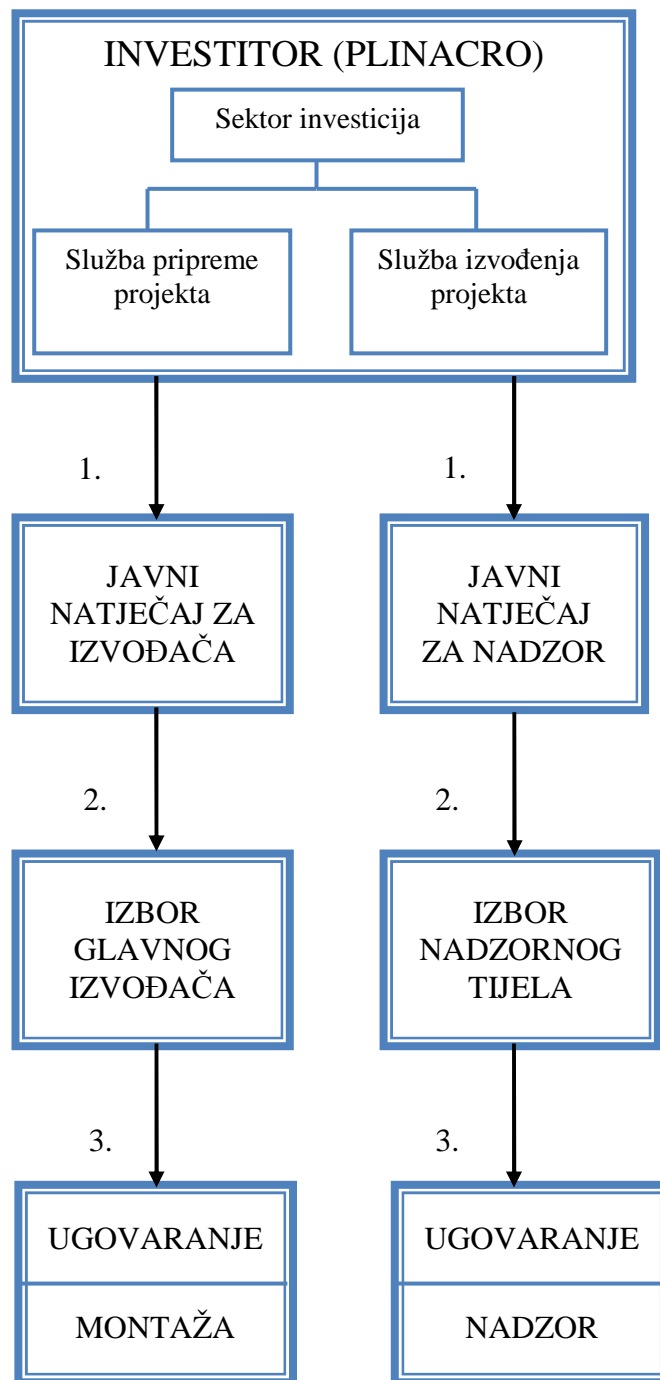 INVESTITOR (PLINACRO)
Sektor investicija
Služba pripreme
projekta
Služba izvođenja
projekta
1.
1.
JAVNI
NATJEČAJ ZA
IZVOĐAČA
JAVNI
NATJEČAJ
ZA NADZOR
2.
2.
IZBOR
GLAVNOG
IZVOĐAČA
IZBOR
NADZORNOG
TIJELA
3.
3.
UGOVARANJE
MONTAŽA
UGOVARANJE
NADZOR